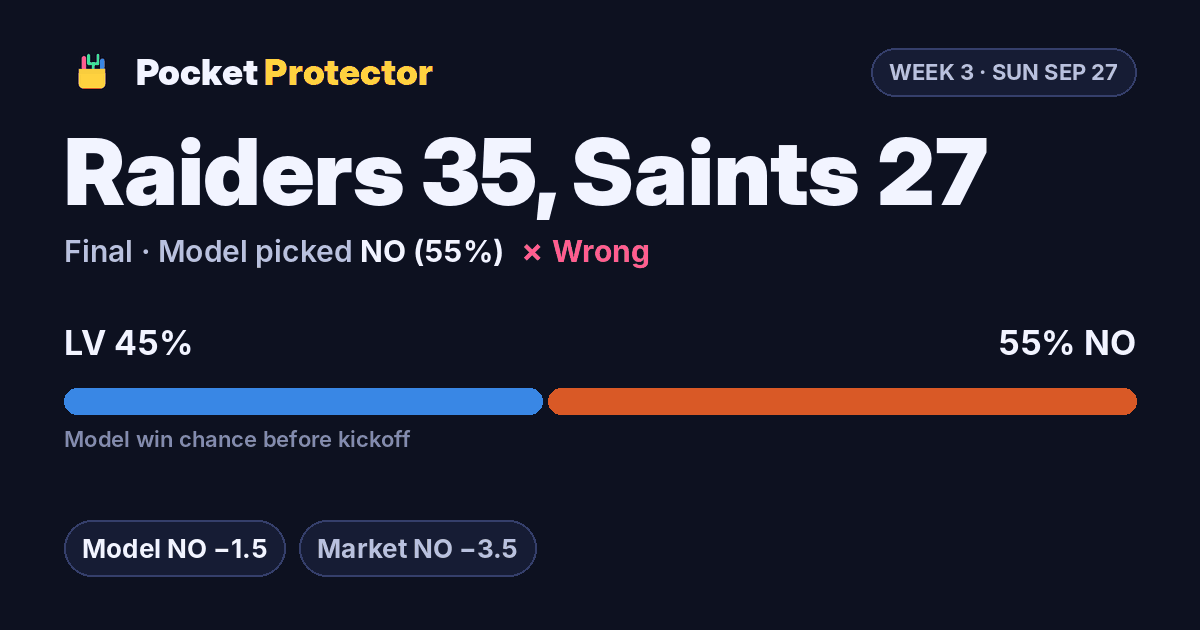 Pocket Protector
WEEK 3 · SUN SEP 27
Raiders 35, Saints 27
Final · Model picked NO (55%) × Wrong
LV 45%
55% NO
Model win chance before kickoff
Model NO −1.5
Market NO −3.5